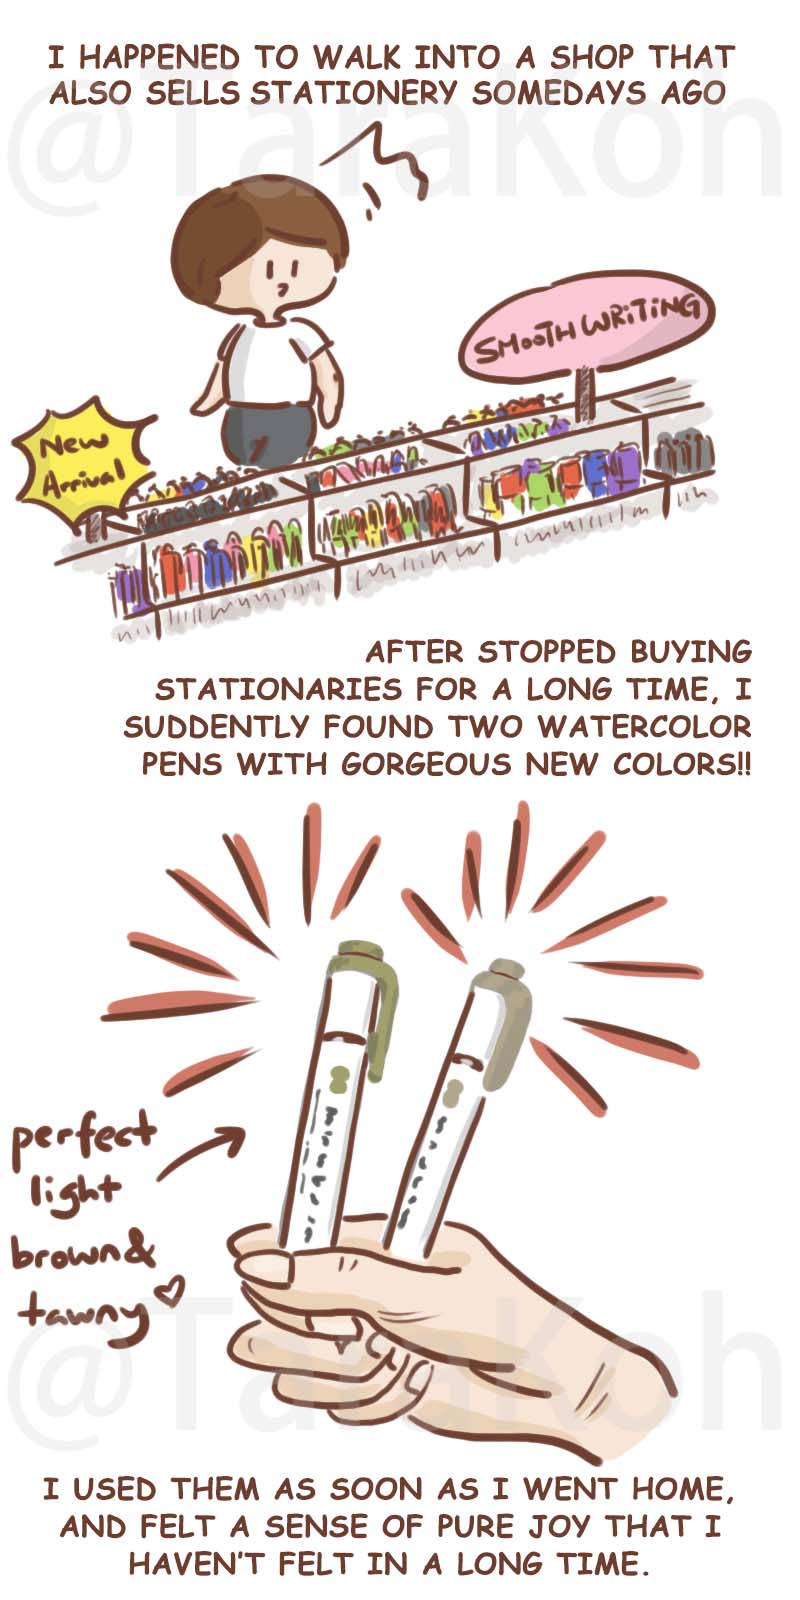 I HAPPENED TO WALK INTO A SHOP THAT
ALSO SELLS STATIONERY SOMEDAYS AGO
@TaraKoh
SMOOTH WRITING
New
Arrival
AFTER STOPPED BUYING
STATIONARIES FOR A LONG TIME, I
SUDDENTLY FOUND TWO WATERCOLOR
PENS WITH GORGEOUS NEW COLORS!!
perfect
light
brown &
tawny
@TaraKoh
I USED THEM AS SOON AS I WENT HOME,
AND FELT A SENSE OF PURE JOY THAT I
HAVEN'T FELT IN A LONG TIME.